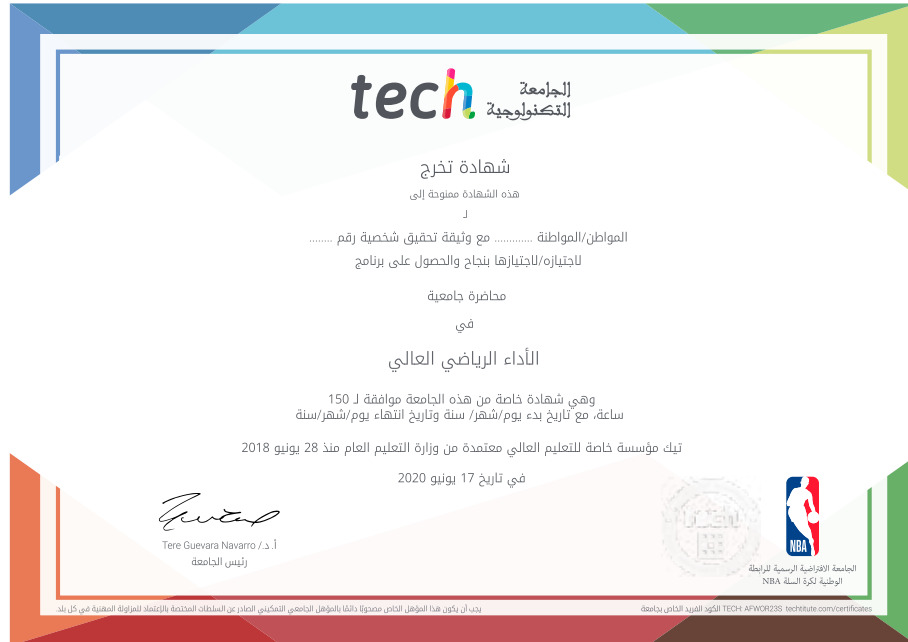 tech الجامعة
التكنولوجية
شهادة تخرج
هذه الشهادة ممنوحة إلى
لـ
المواطن/المواطنة ............. مع وثيقة تحقيق شخصية رقم ........
لاجتيازه/لاجتيازها بنجاح والحصول على برنامج
محاضرة جامعية
في
الأداء الرياضي العالي
وهي شهادة خاصة من هذه الجامعة موافقة لـ 150
ساعة، مع تاريخ بدء يوم/شهر/ سنة وتاريخ انتهاء يوم/شهر/سنة
تيك مؤسسة خاصة للتعليم العالي معتمدة من وزارة التعليم العام منذ 28 يونيو 2018
في تاريخ 17 يونيو 2020
أ. د./ Tere Guevara Navarro
رئيس الجامعة
tech
NBA
الجامعة الافتراضية الرسمية للرابطة
الوطنية لكرة السلة NBA
يجب أن يكون هذا المؤهل الخاص مصحوبًا دائمًا بالمؤهل الجامعي التمكيني الصادر عن السلطات المختصة بالإعتماد للمزاولة المهنية في كل بلد.
الكود الفريد الخاص بجامعة TECH: AFWOR23S techtitute.com/certificates